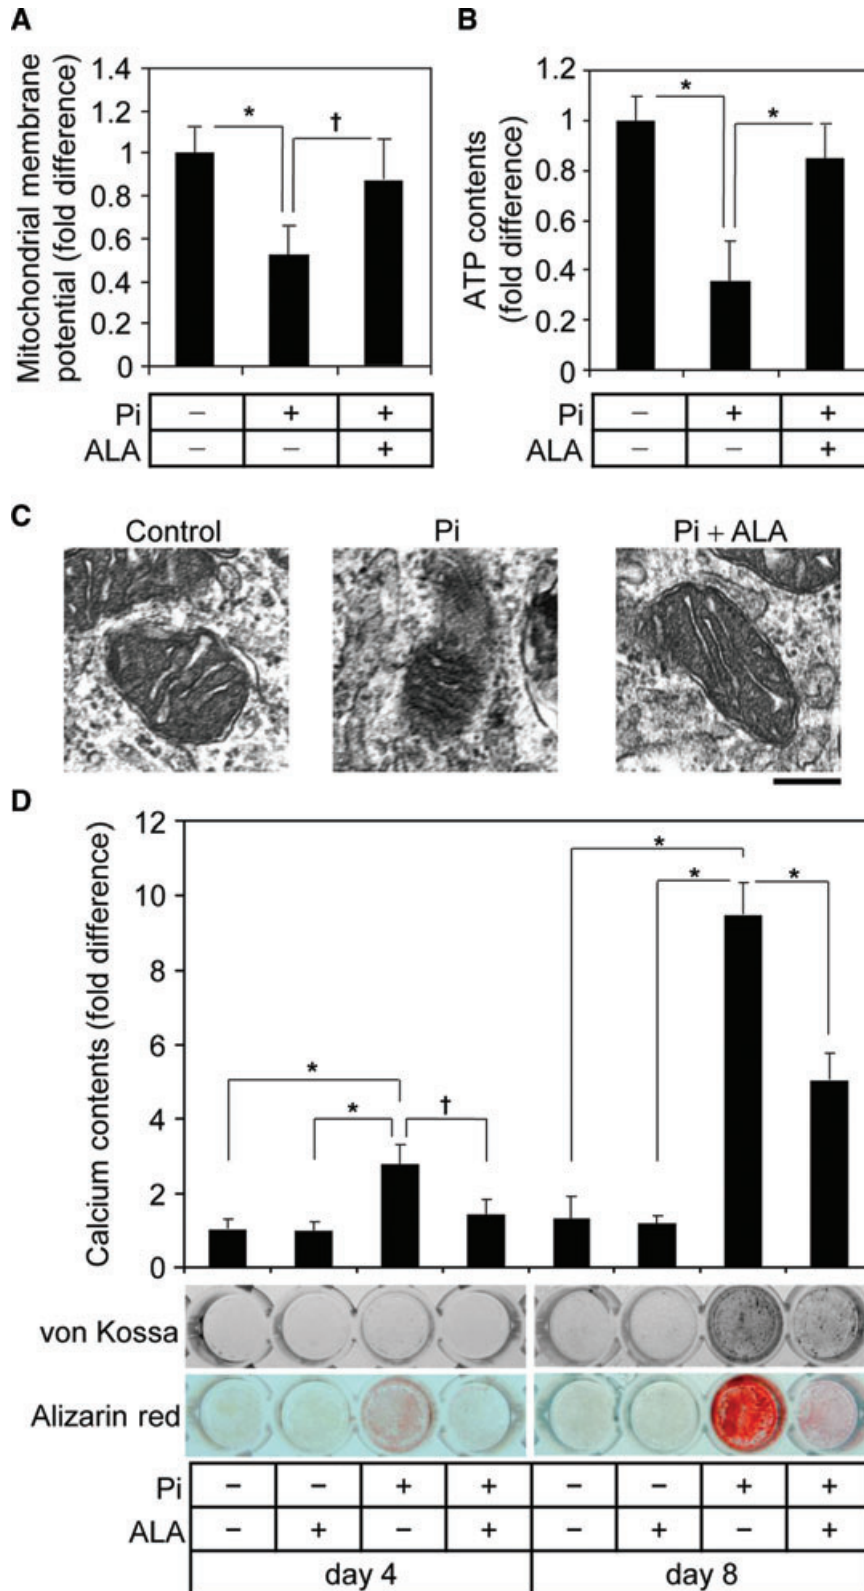 A
Mitochondrial membrane
potential (fold difference)
1.4
1.2
1
0.8
0.6
0.4
0.2
0
*
†
Pi – + +
ALA – – +
B
ATP contents
(fold difference)
1.2
1
0.8
0.6
0.4
0.2
0
*
*
Pi – + +
ALA – – +
C
Control Pi Pi + ALA
D
Calcium contents (fold difference)
12
10
8
6
4
2
0
*
*
†
*
*
*
von Kossa
Alizarin red
Pi – – + + – – + +
ALA – + – + – + – +
day 4 day 8